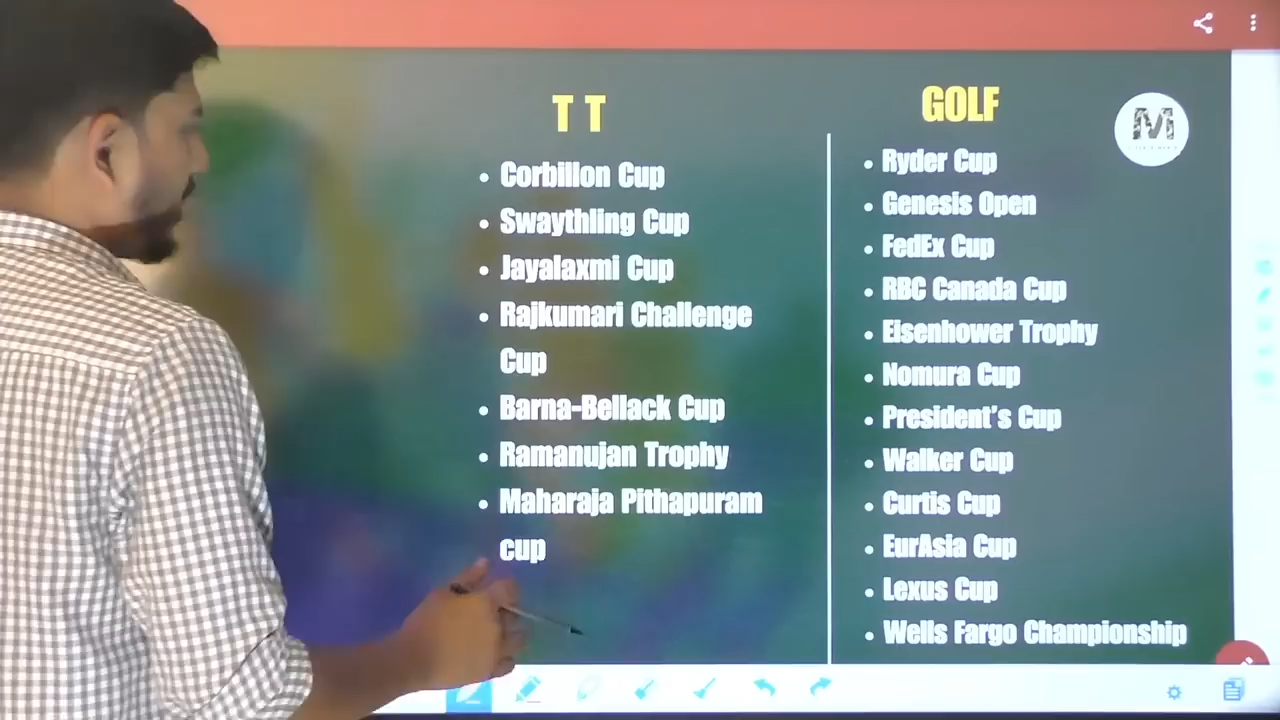 T T
Corbillon Cup
Swaythling Cup
Jayalaxmi Cup
Rajkumari Challenge
Cup
Barna-Bellack Cup
Ramanujan Trophy
Maharaja Pithapuram
cup
GOLF
Ryder Cup
Genesis Open
FedEx Cup
RBC Canada Cup
Eisenhower Trophy
Nomura Cup
President's Cup
Walker Cup
Curtis Cup
EurAsia Cup
Lexus Cup
Wells Fargo Championship
M